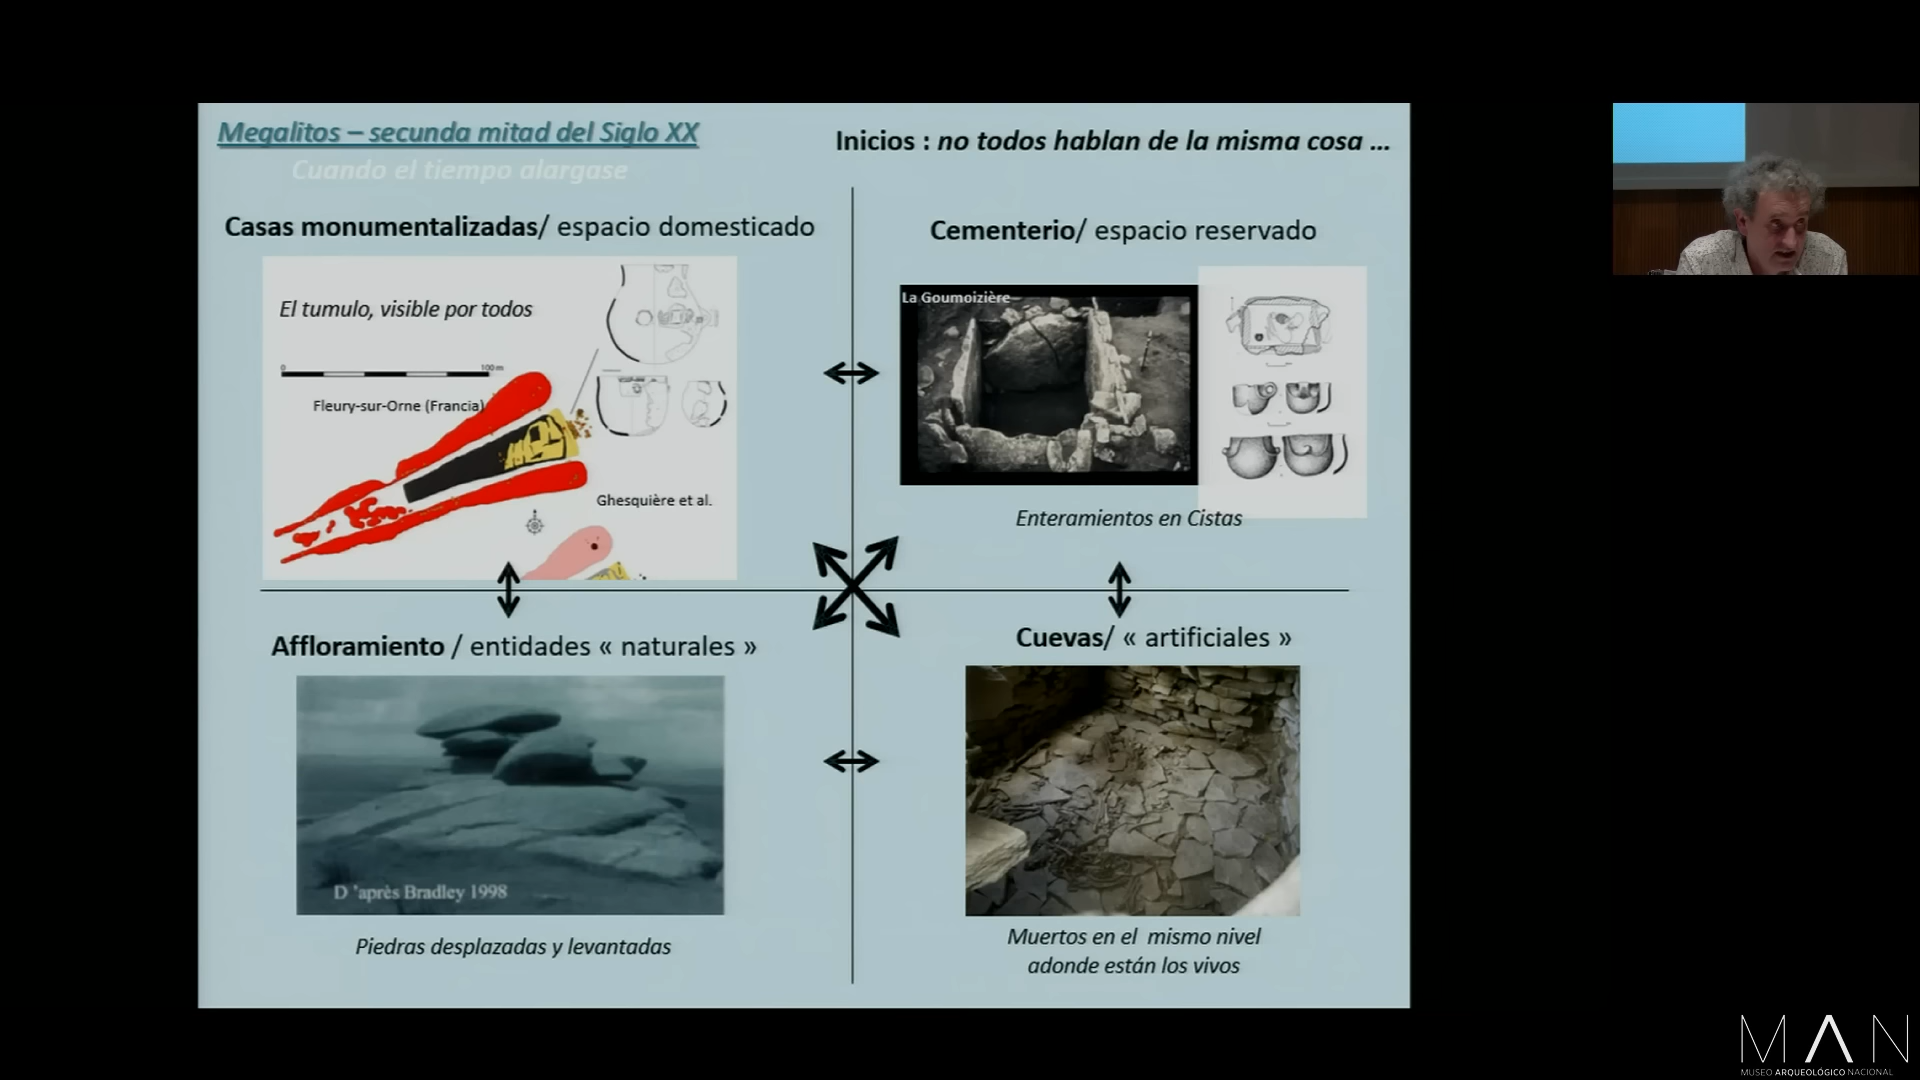 Megalitos – secunda mitad del Siglo XX
Cuando el tiempo alargase
Inicios : no todos hablan de la misma cosa ...
Casas monumentalizadas/ espacio domesticado
El tumulo, visible por todos
0
100 m
Fleury-sur-Orne (Francia)
Ghesquière et al.
Cementerio/ espacio reservado
La Goumoizière
Enteramientos en Cistas
Affloramiento / entidades « naturales »
D 'après Bradley 1998
Piedras desplazadas y levantadas
Cuevas/ « artificiales »
Muertos en el mismo nivel
adonde están los vivos
MAN
MUSEO ARQUEOLÓGICO NACIONAL